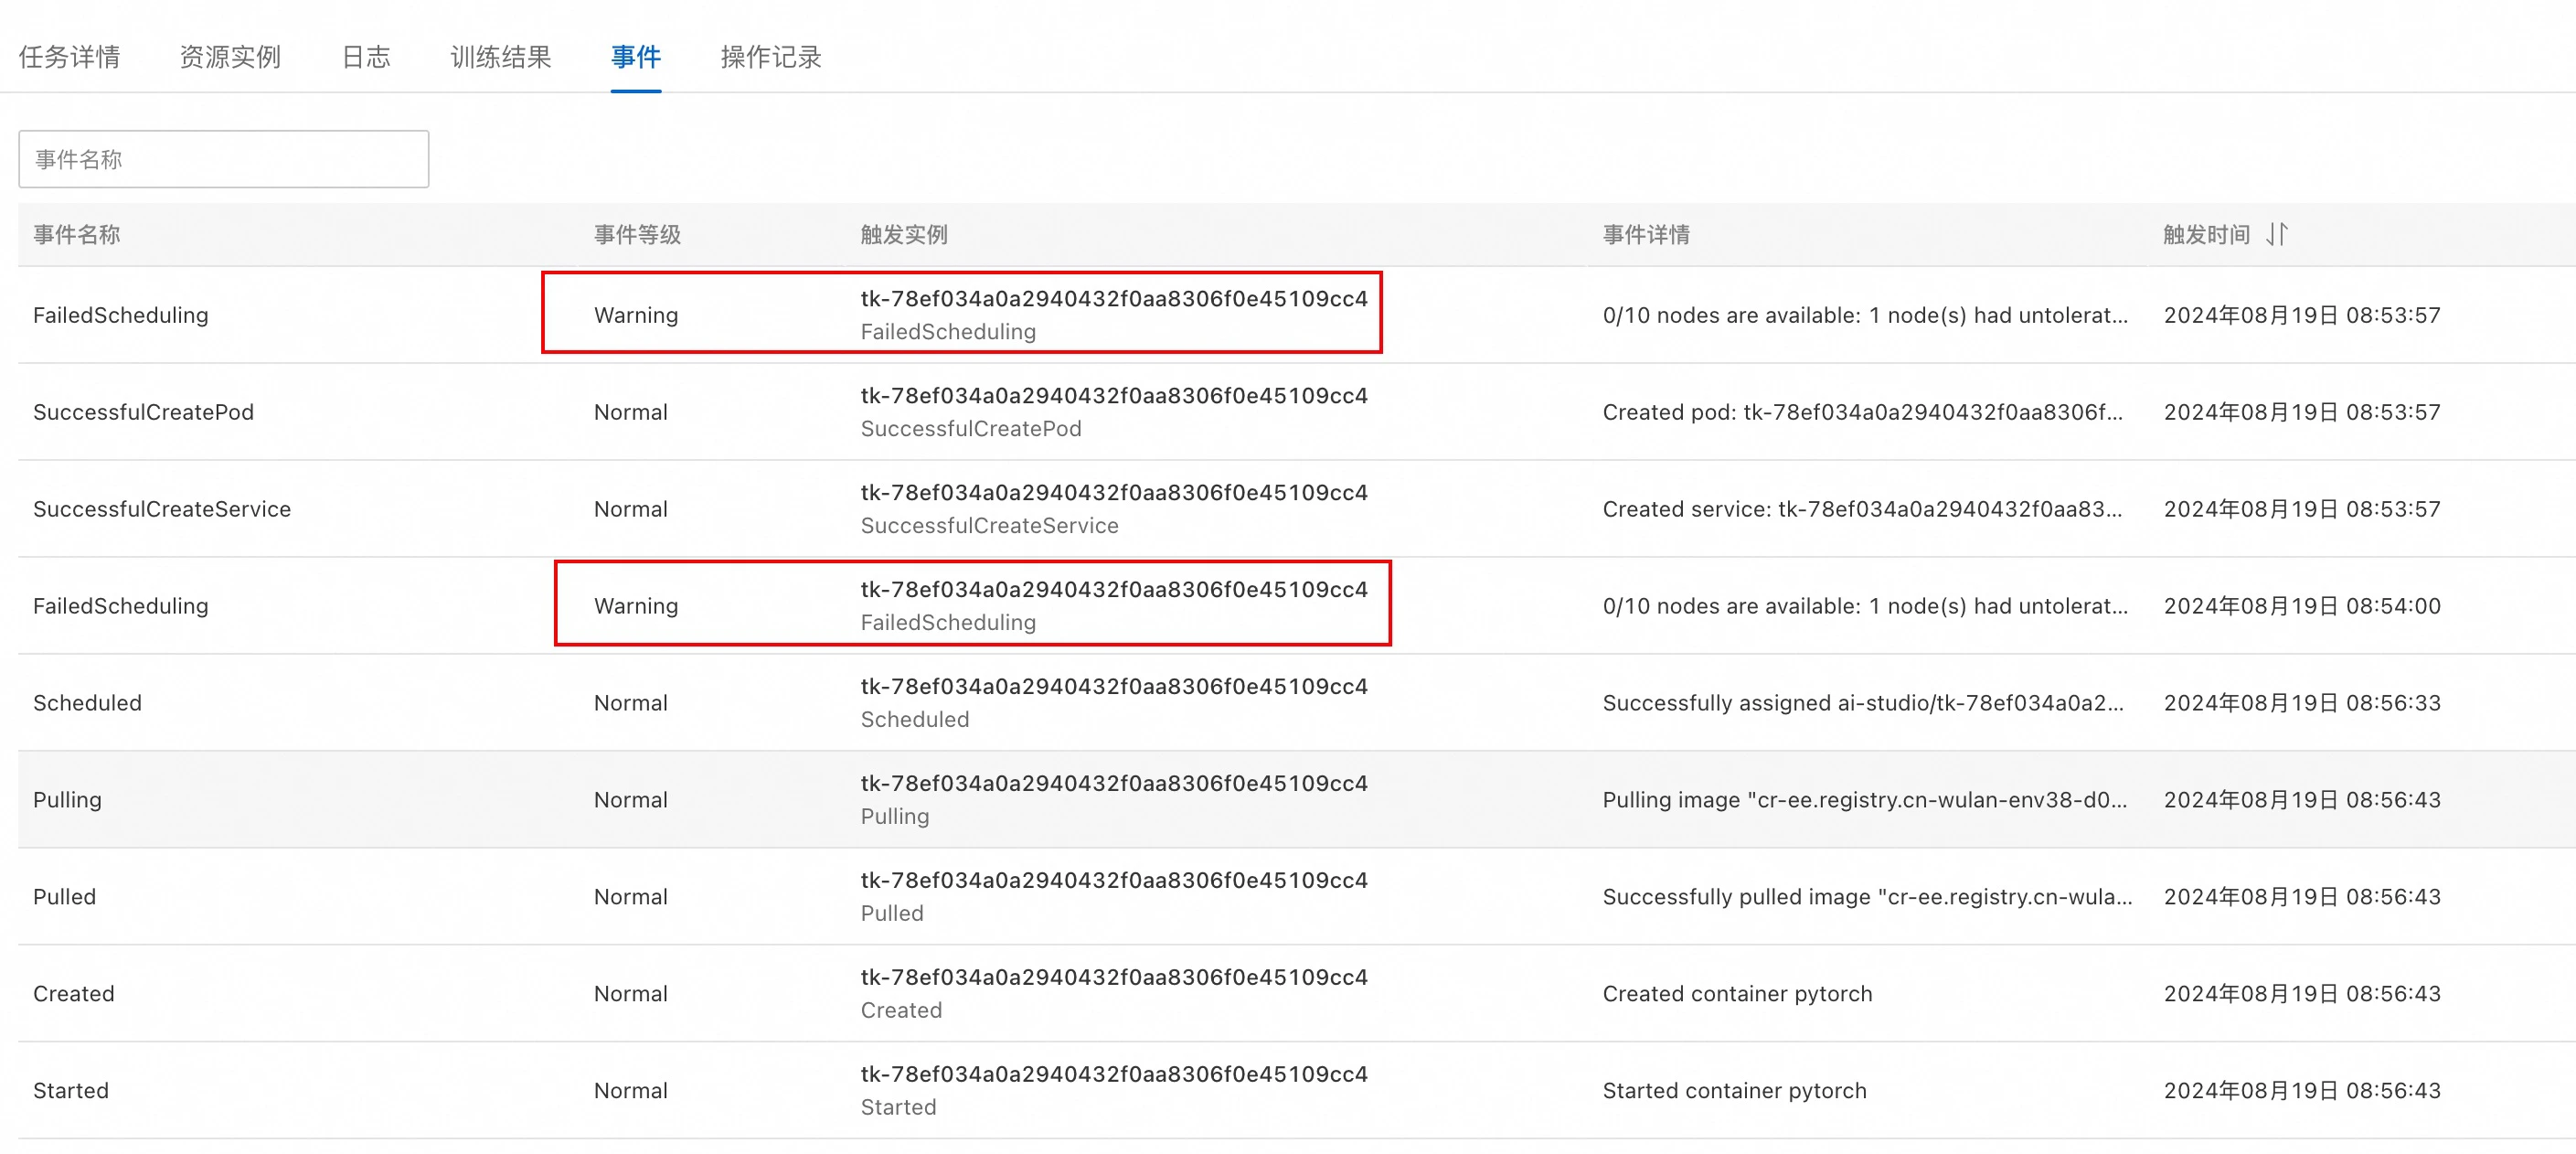 任务详情 资源实例 日志 训练结果 事件 操作记录
事件名称
事件名称 事件等级 触发实例 事件详情 触发时间
FailedScheduling Warning tk-78ef034a0a2940432f0aa8306f0e45109cc4 0/10 nodes are available: 1 node(s) had untolerat... 2024年08月19日 08:53:57
FailedScheduling
SuccessfulCreatePod Normal tk-78ef034a0a2940432f0aa8306f0e45109cc4 Created pod: tk-78ef034a0a2940432f0aa8306f... 2024年08月19日 08:53:57
SuccessfulCreatePod
SuccessfulCreateService Normal tk-78ef034a0a2940432f0aa8306f0e45109cc4 Created service: tk-78ef034a0a2940432f0aa83... 2024年08月19日 08:53:57
SuccessfulCreateService
FailedScheduling Warning tk-78ef034a0a2940432f0aa8306f0e45109cc4 0/10 nodes are available: 1 node(s) had untolerat... 2024年08月19日 08:54:00
FailedScheduling
Scheduled Normal tk-78ef034a0a2940432f0aa8306f0e45109cc4 Successfully assigned ai-studio/tk-78ef034a0a2... 2024年08月19日 08:56:33
Scheduled
Pulling Normal tk-78ef034a0a2940432f0aa8306f0e45109cc4 Pulling image "cr-ee.registry.cn-wulan-env38-d0... 2024年08月19日 08:56:43
Pulling
Pulled Normal tk-78ef034a0a2940432f0aa8306f0e45109cc4 Successfully pulled image "cr-ee.registry.cn-wula... 2024年08月19日 08:56:43
Pulled
Created Normal tk-78ef034a0a2940432f0aa8306f0e45109cc4 Created container pytorch 2024年08月19日 08:56:43
Created
Started Normal tk-78ef034a0a2940432f0aa8306f0e45109cc4 Started container pytorch 2024年08月19日 08:56:43
Started